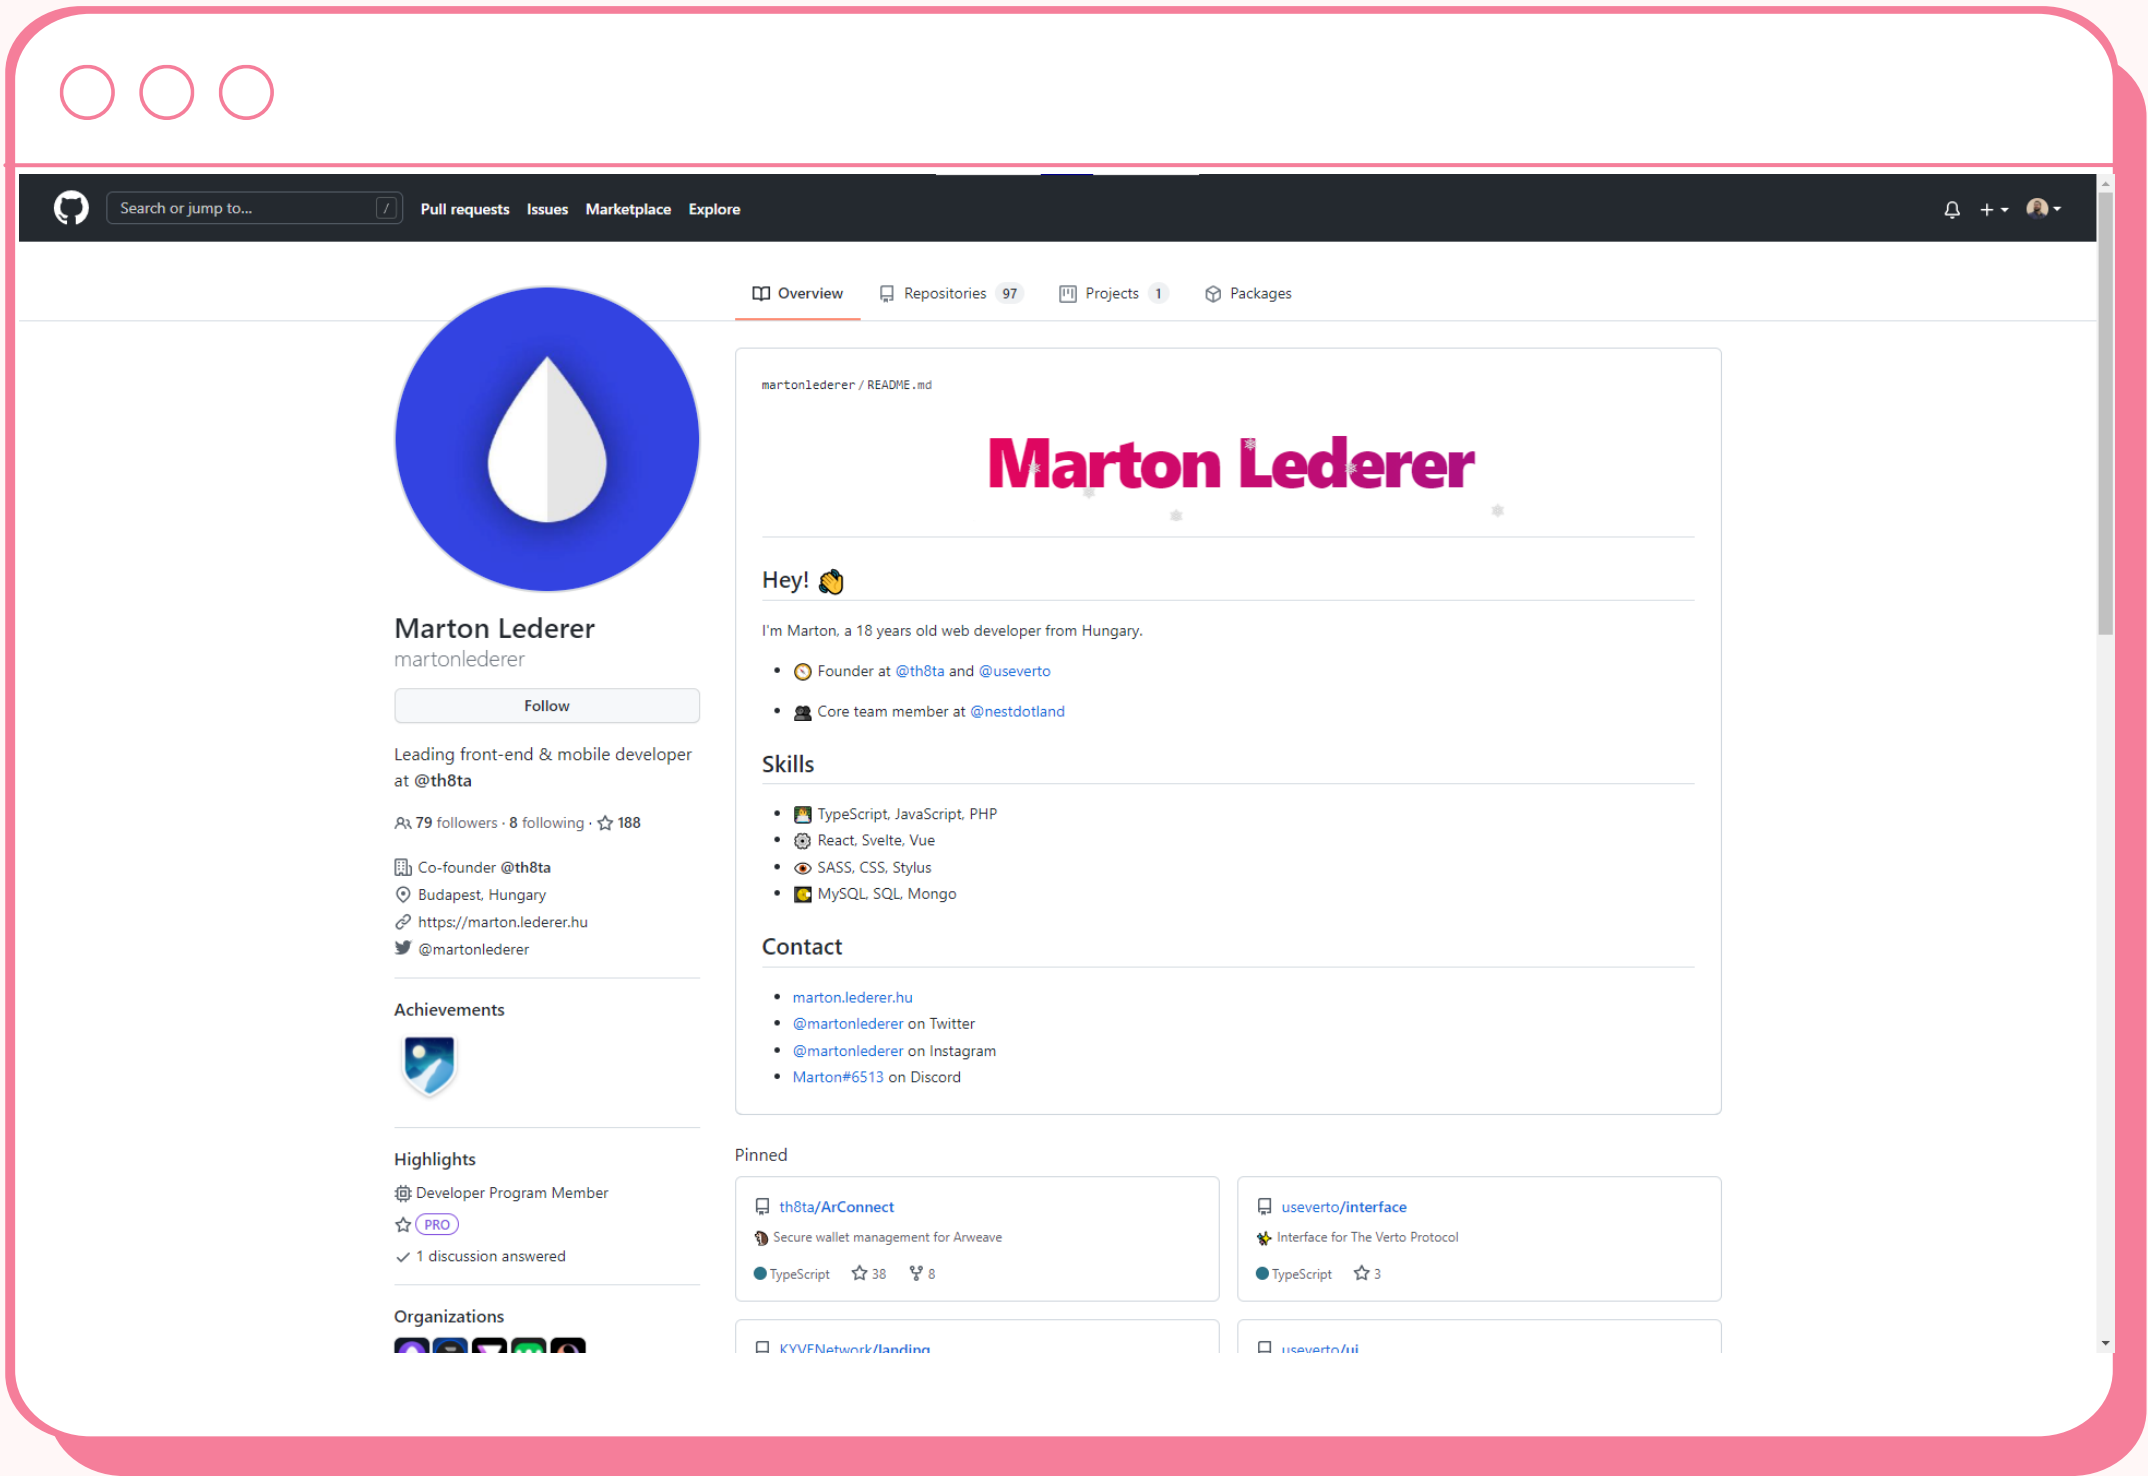 Search or jump to... /
Pull requests Issues Marketplace Explore
Overview Repositories 97 Projects 1 Packages
Marton Lederer
martonlederer
Follow
Leading front-end & mobile developer
at @th8ta
79 followers · 8 following · 188
Co-founder @th8ta
Budapest, Hungary
https://marton.lederer.hu
@martonlederer
Achievements
Highlights
Developer Program Member
PRO
1 discussion answered
Organizations
martonlederer / README.md
Marton Lederer
Hey! 👋
I'm Marton, a 18 years old web developer from Hungary.
Founder at @th8ta and @useverto
Core team member at @nestdotland
Skills
TypeScript, JavaScript, PHP
React, Svelte, Vue
SASS, CSS, Stylus
MySQL, SQL, Mongo
Contact
marton.lederer.hu
@martonlederer on Twitter
@martonlederer on Instagram
Marton#6513 on Discord
Pinned
th8ta/ArConnect
Secure wallet management for Arweave
TypeScript 38 8
useverto/interface
Interface for The Verto Protocol
TypeScript 3
KYVENetwork/landing
useverto/ui